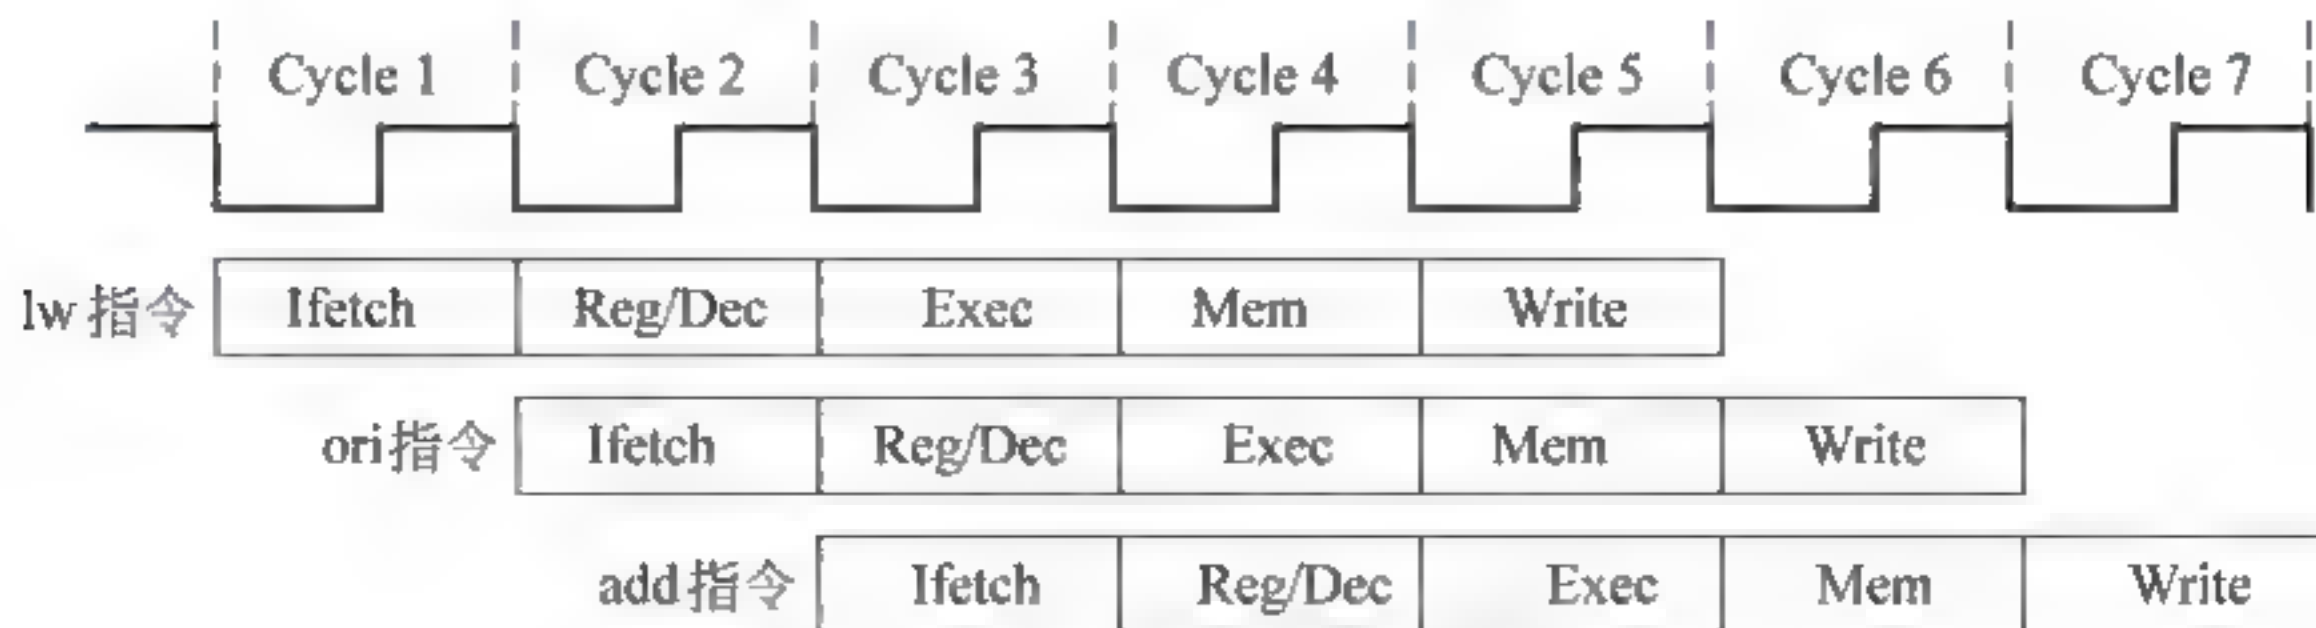 Cycle 1 Cycle 2 Cycle 3 Cycle 4 Cycle 5 Cycle 6 Cycle 7
lw指令 Ifetch Reg/Dec Exec Mem Write
ori指令 Ifetch Reg/Dec Exec Mem Write
add指令 Ifetch Reg/Dec Exec Mem Write